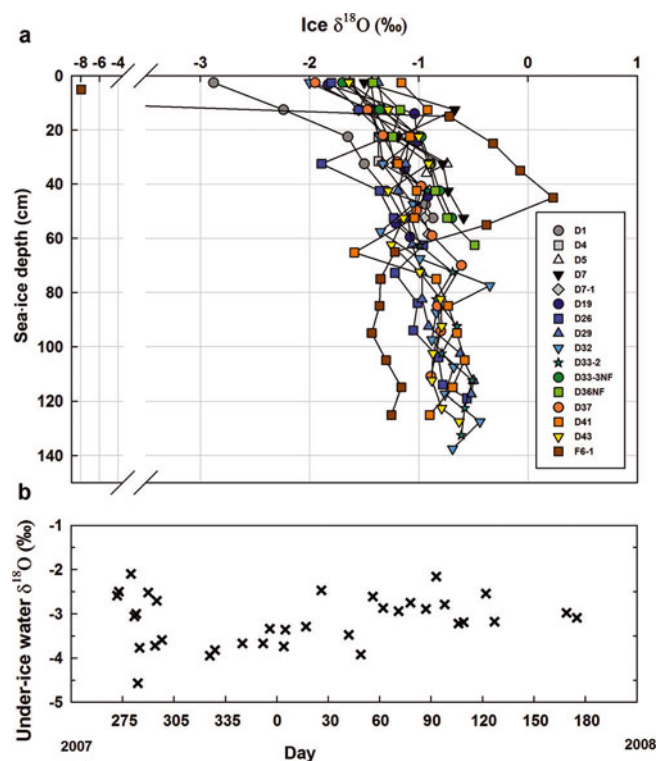 a
Ice δ18O (‰)
-8 -6 -4 -3 -2 -1 0 1
0
20
40
60
80
100
120
140
Sea-ice depth (cm)
D1
D4
D5
D7
D7-1
D19
D26
D29
D32
D33-2
D33-3NF
D36NF
D37
D41
D43
F6-1
b
-1
-2
-3
-4
-5
Under-ice water δ18O (‰)
275 305 335 0 30 60 90 120 150 180 210
2007 Day 2008